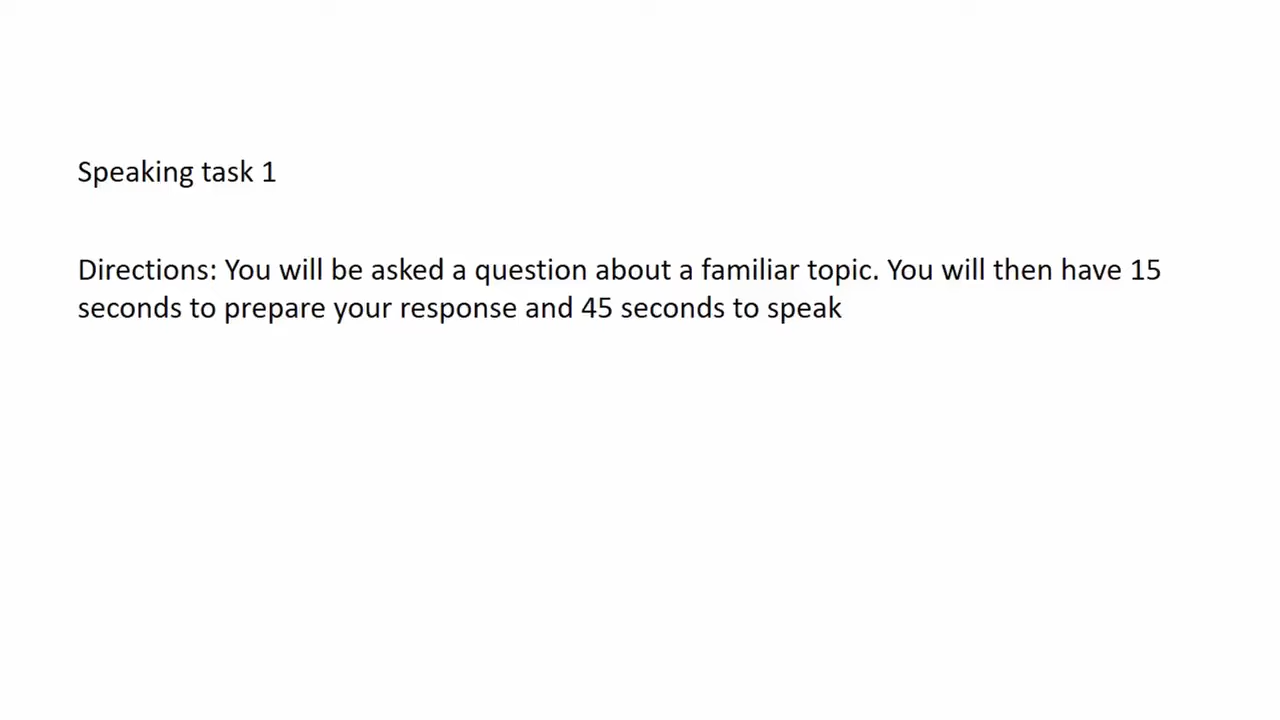 Speaking task 1
Directions: You will be asked a question about a familiar topic. You will then have 15
seconds to prepare your response and 45 seconds to speak